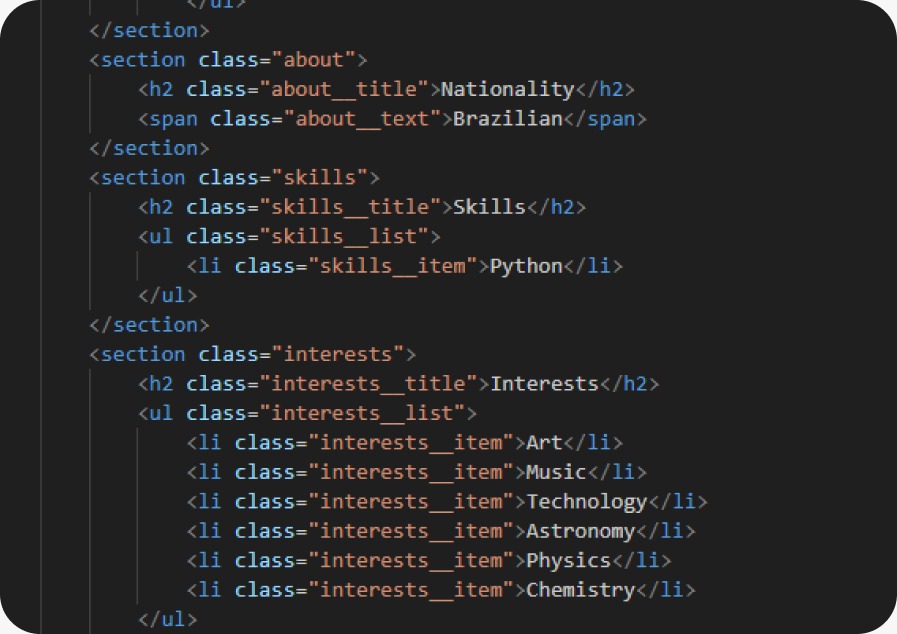 </ul>
</section>
<section class="about">
<h2 class="about__title">Nationality</h2>
<span class="about__text">Brazilian</span>
</section>
<section class="skills">
<h2 class="skills__title">Skills</h2>
<ul class="skills__list">
<li class="skills__item">Python</li>
</ul>
</section>
<section class="interests">
<h2 class="interests__title">Interests</h2>
<ul class="interests__list">
<li class="interests__item">Art</li>
<li class="interests__item">Music</li>
<li class="interests__item">Technology</li>
<li class="interests__item">Astronomy</li>
<li class="interests__item">Physics</li>
<li class="interests__item">Chemistry</li>
</ul>